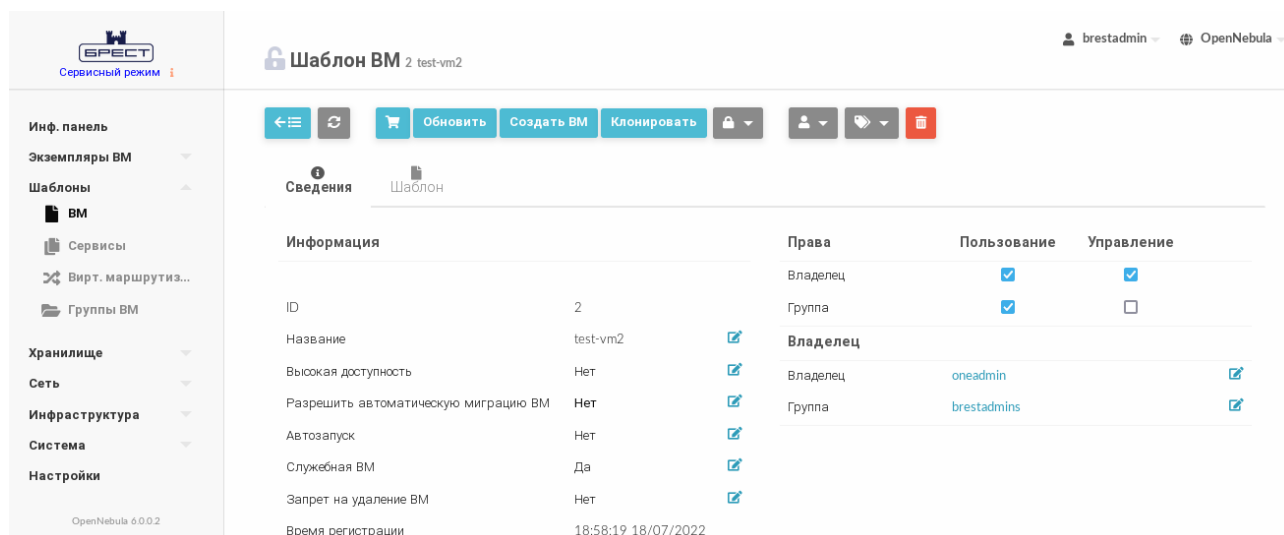 БРЕСТ
Сервисный режим
brestadmin
OpenNebula
Шаблон ВМ 2 test-vm2
Обновить Создать ВМ Клонировать
Инф. панель
Экземпляры ВМ
Шаблоны
ВМ
Сервисы
Вирт. маршрутиз...
Группы ВМ
Хранилище
Сеть
Инфраструктура
Система
Настройки
OpenNebula 6.0.0.2
Сведения Шаблон
Информация
ID 2
Название test-vm2
Высокая доступность Нет
Разрешить автоматическую миграцию ВМ Нет
Автозапуск Нет
Служебная ВМ Да
Запрет на удаление ВМ Нет
Время регистрации 18:58:19 18/07/2022
Права Пользование Управление
Владелец
Группа
Владелец
Владелец oneadmin
Группа brestadmins